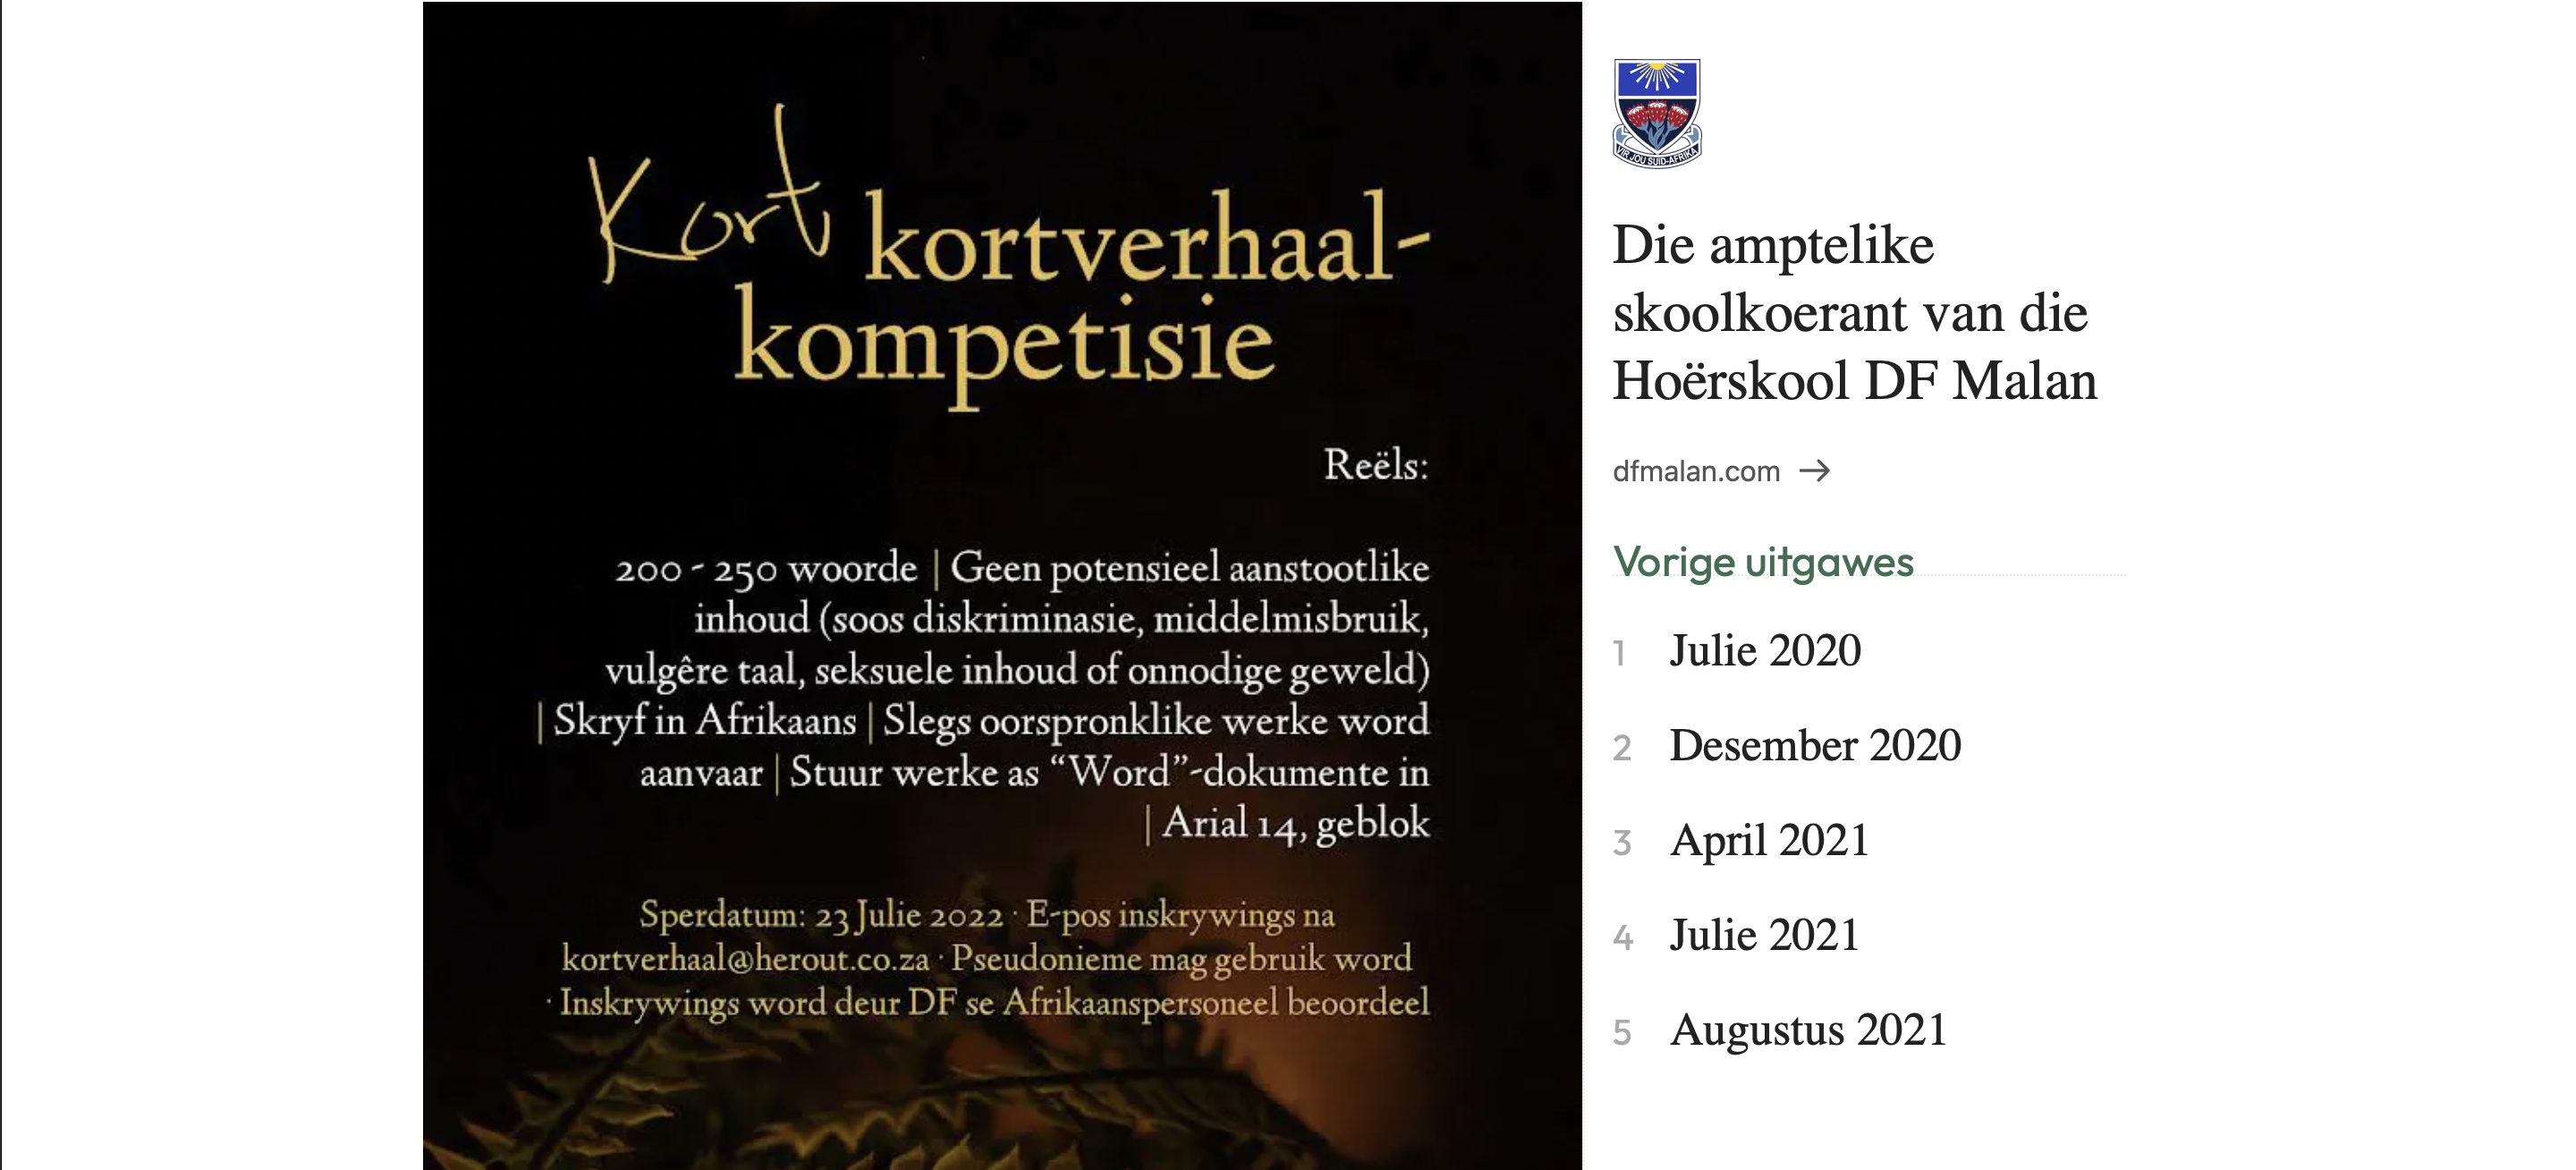 Kort kortverhaal-
kompetisie
Reëls:
200 - 250 woorde | Geen potensieel aanstootlike
inhoud (soos diskriminasie, middelmisbruik,
vulgêre taal, seksuele inhoud of onnodige geweld)
| Skryf in Afrikaans | Slegs oorspronklike werke word
aanvaar | Stuur werke as “Word”-dokumente in
| Arial 14, geblok
Sperdatum: 23 Julie 2022 · E-pos inskrywings na
kortverhaal@herout.co.za · Pseudonieme mag gebruik word
· Inskrywings word deur DF se Afrikaanspersoneel beoordeel
VIR JOU SUID-AFRIKA
Die amptelike
skoolkoerant van die
Hoërskool DF Malan
dfmalan.com →
Vorige uitgawes
1 Julie 2020
2 Desember 2020
3 April 2021
4 Julie 2021
5 Augustus 2021